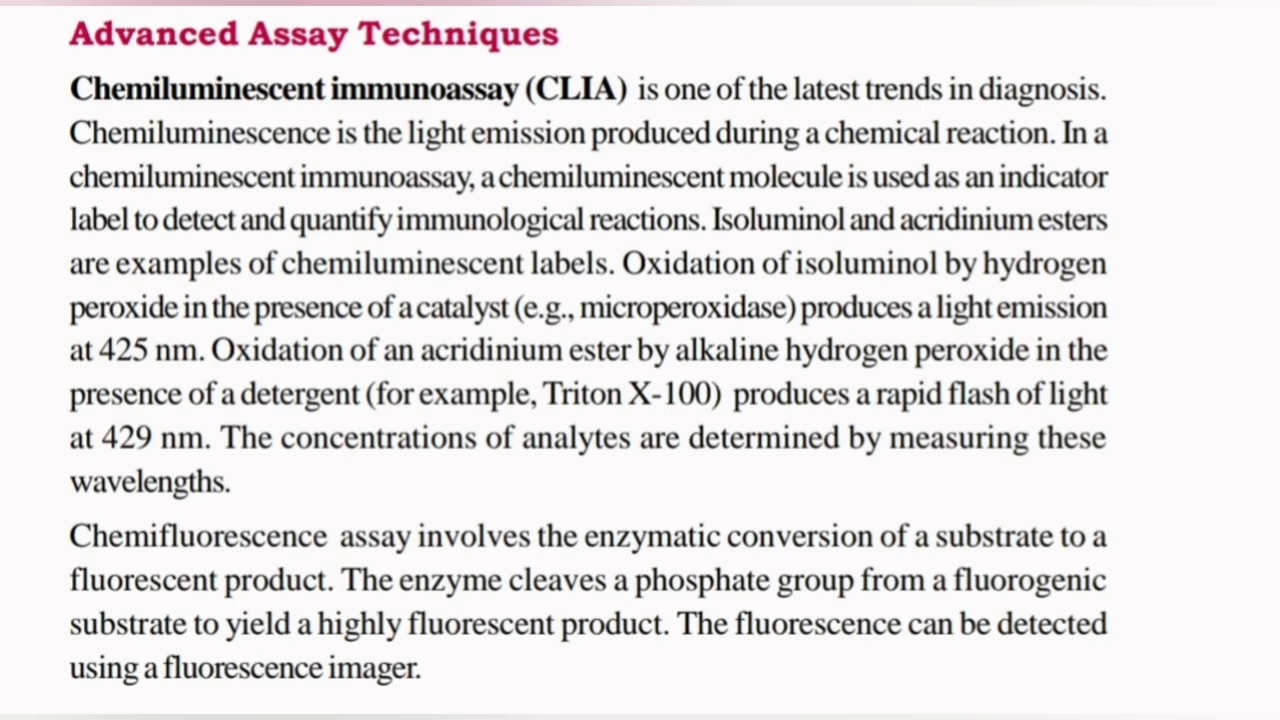 Advanced Assay Techniques
Chemiluminescent immunoassay (CLIA) is one of the latest trends in diagnosis.
Chemiluminescence is the light emission produced during a chemical reaction. In a
chemiluminescent immunoassay, a chemiluminescent molecule is used as an indicator
label to detect and quantify immunological reactions. Isoluminol and acridinium esters
are examples of chemiluminescent labels. Oxidation of isoluminol by hydrogen
peroxide in the presence of a catalyst (e.g., microperoxidase) produces a light emission
at 425 nm. Oxidation of an acridinium ester by alkaline hydrogen peroxide in the
presence of a detergent (for example, Triton X-100) produces a rapid flash of light
at 429 nm. The concentrations of analytes are determined by measuring these
wavelengths.
Chemifluorescence assay involves the enzymatic conversion of a substrate to a
fluorescent product. The enzyme cleaves a phosphate group from a fluorogenic
substrate to yield a highly fluorescent product. The fluorescence can be detected
using a fluorescence imager.